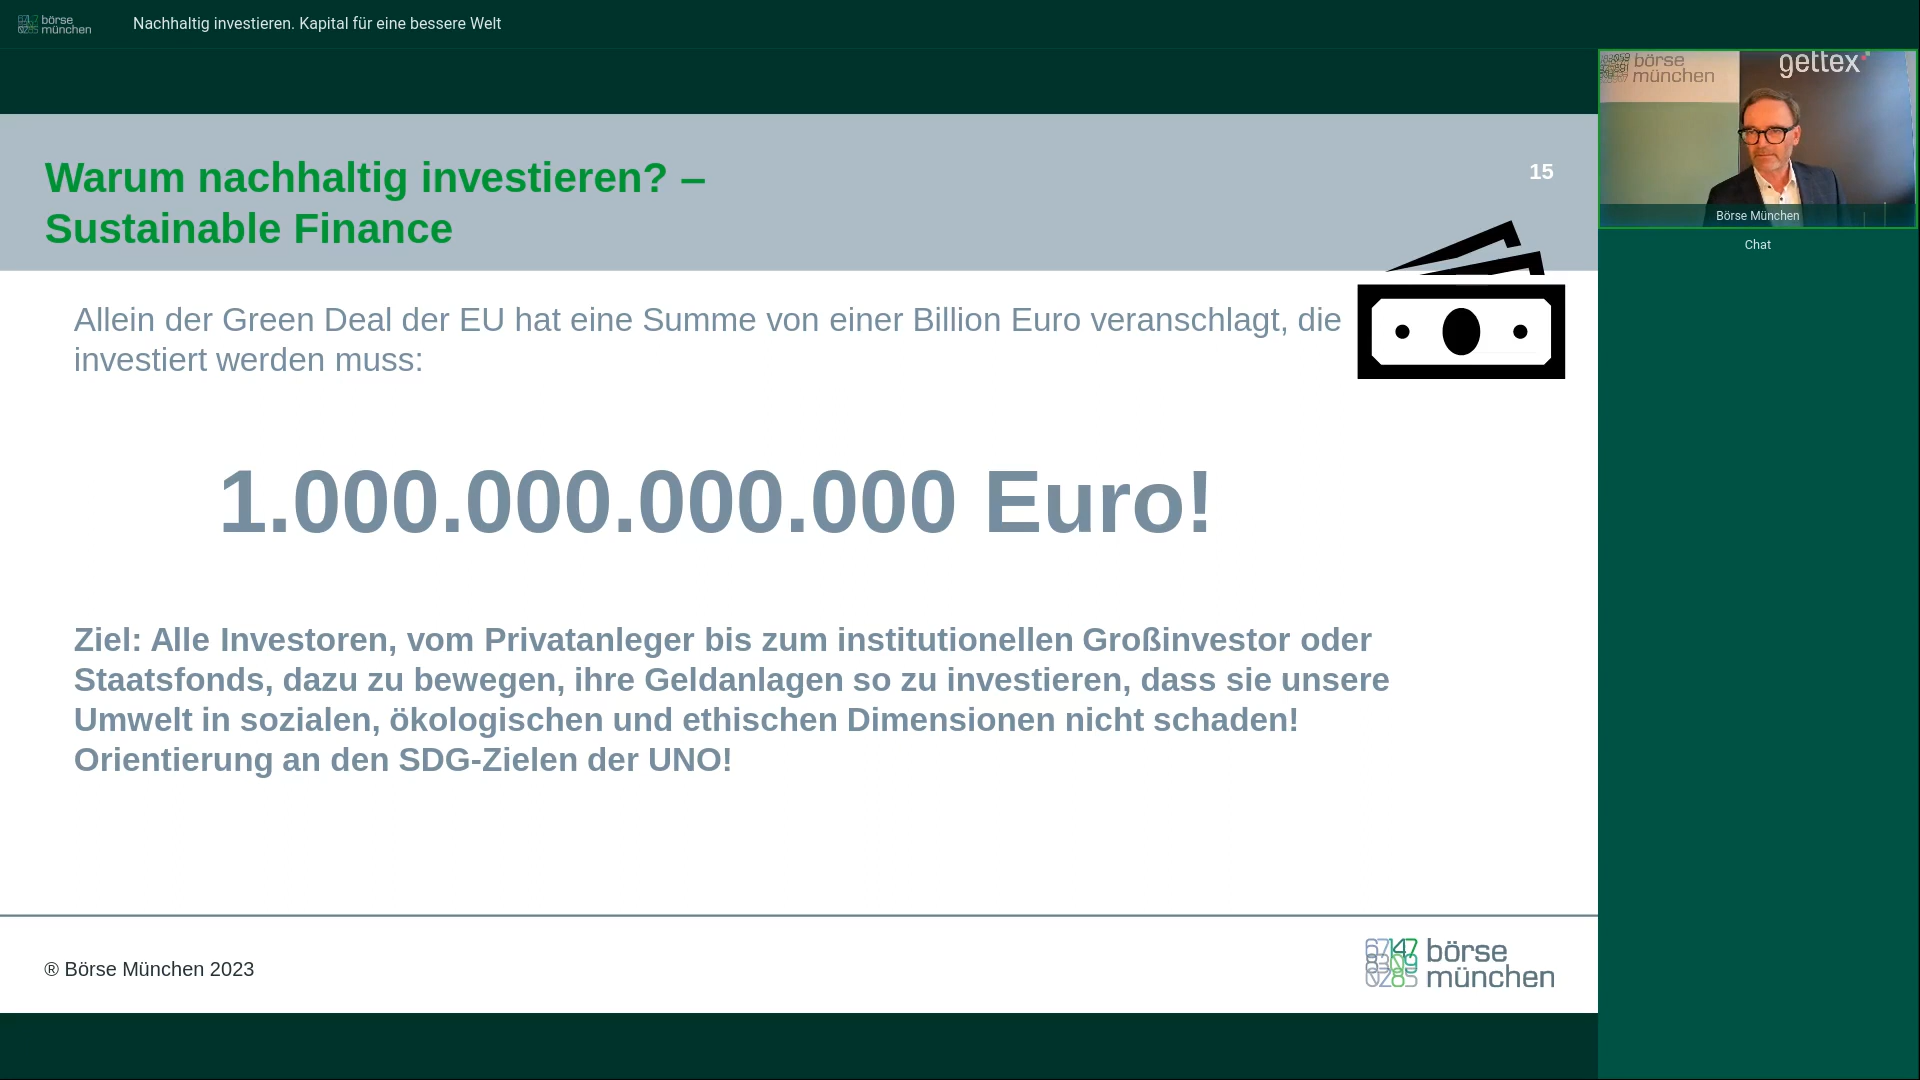 börse
münchen
Nachhaltig investieren. Kapital für eine bessere Welt
Warum nachhaltig investieren? –
Sustainable Finance
15
Allein der Green Deal der EU hat eine Summe von einer Billion Euro veranschlagt, die
investiert werden muss:
1.000.000.000.000 Euro!
Ziel: Alle Investoren, vom Privatanleger bis zum institutionellen Großinvestor oder
Staatsfonds, dazu zu bewegen, ihre Geldanlagen so zu investieren, dass sie unsere
Umwelt in sozialen, ökologischen und ethischen Dimensionen nicht schaden!
Orientierung an den SDG-Zielen der UNO!
® Börse München 2023
börse
münchen
börse
münchen
gettex
Börse München
Chat